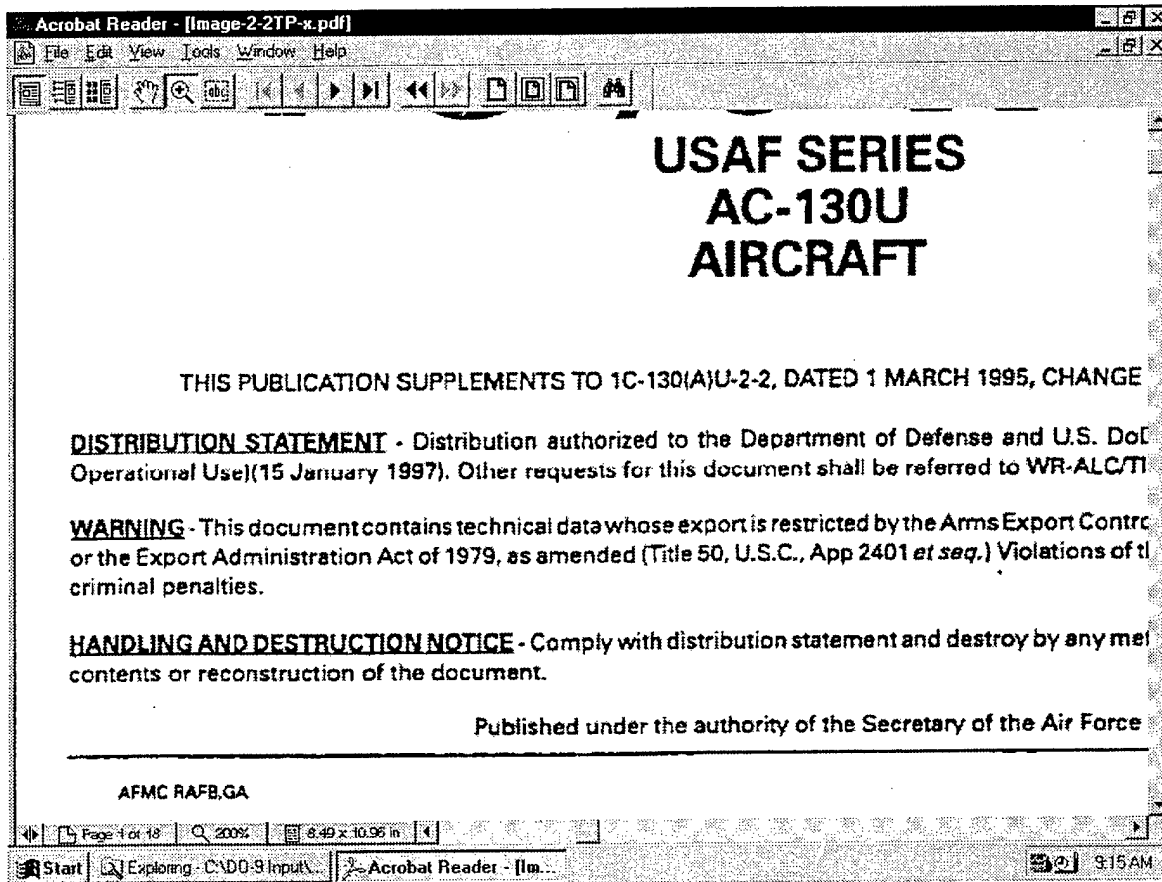 Acrobat Reader - [Image-2-2TP-x.pdf]
File Edit View Tools Window Help
USAF SERIES
AC-130U
AIRCRAFT
THIS PUBLICATION SUPPLEMENTS TO 1C-130(A)U-2-2, DATED 1 MARCH 1995, CHANGE
DISTRIBUTION STATEMENT - Distribution authorized to the Department of Defense and U.S. DoD
Operational Use)(15 January 1997). Other requests for this document shall be referred to WR-ALC/TI
WARNING - This document contains technical data whose export is restricted by the Arms Export Contro
or the Export Administration Act of 1979, as amended (Title 50, U.S.C., App 2401 et seq.) Violations of t
criminal penalties.
HANDLING AND DESTRUCTION NOTICE - Comply with distribution statement and destroy by any met
contents or reconstruction of the document.
Published under the authority of the Secretary of the Air Force
AFMC RAFB,GA
Page 1 of 18 200% 8.49 x 10.96 in
Start Exploring - C:\DO-9 Input\... Acrobat Reader - [Im... 9:15 AM